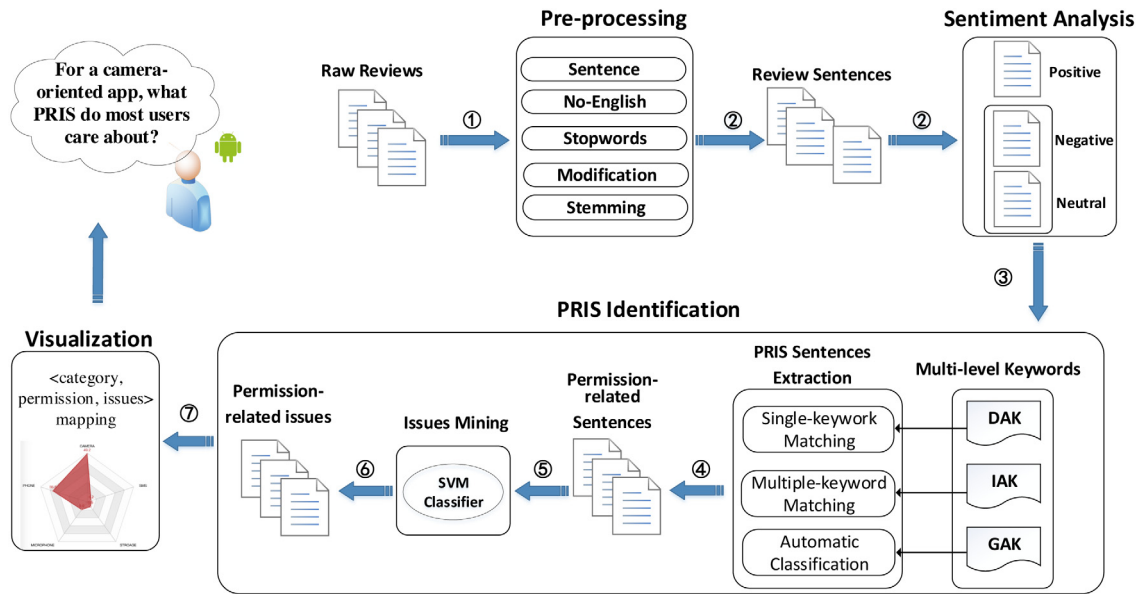 Pre-processing
Sentiment Analysis
For a camera-
oriented app, what
PRIS do most users
care about?
Raw Reviews
①
Sentence
No-English
Stopwords
Modification
Stemming
②
Review Sentences
②
Positive
Negative
Neutral
③
PRIS Identification
Visualization
<category,
permission, issues>
mapping
CAMERA
PHONE
SMS
MICROPHONE
STORAGE
⑦
Permission-
related issues
⑥
Issues Mining
SVM
Classifier
⑤
Permission-
related
Sentences
④
PRIS Sentences
Extraction
Single-keywork
Matching
Multiple-keyword
Matching
Automatic
Classification
Multi-level Keywords
DAK
IAK
GAK